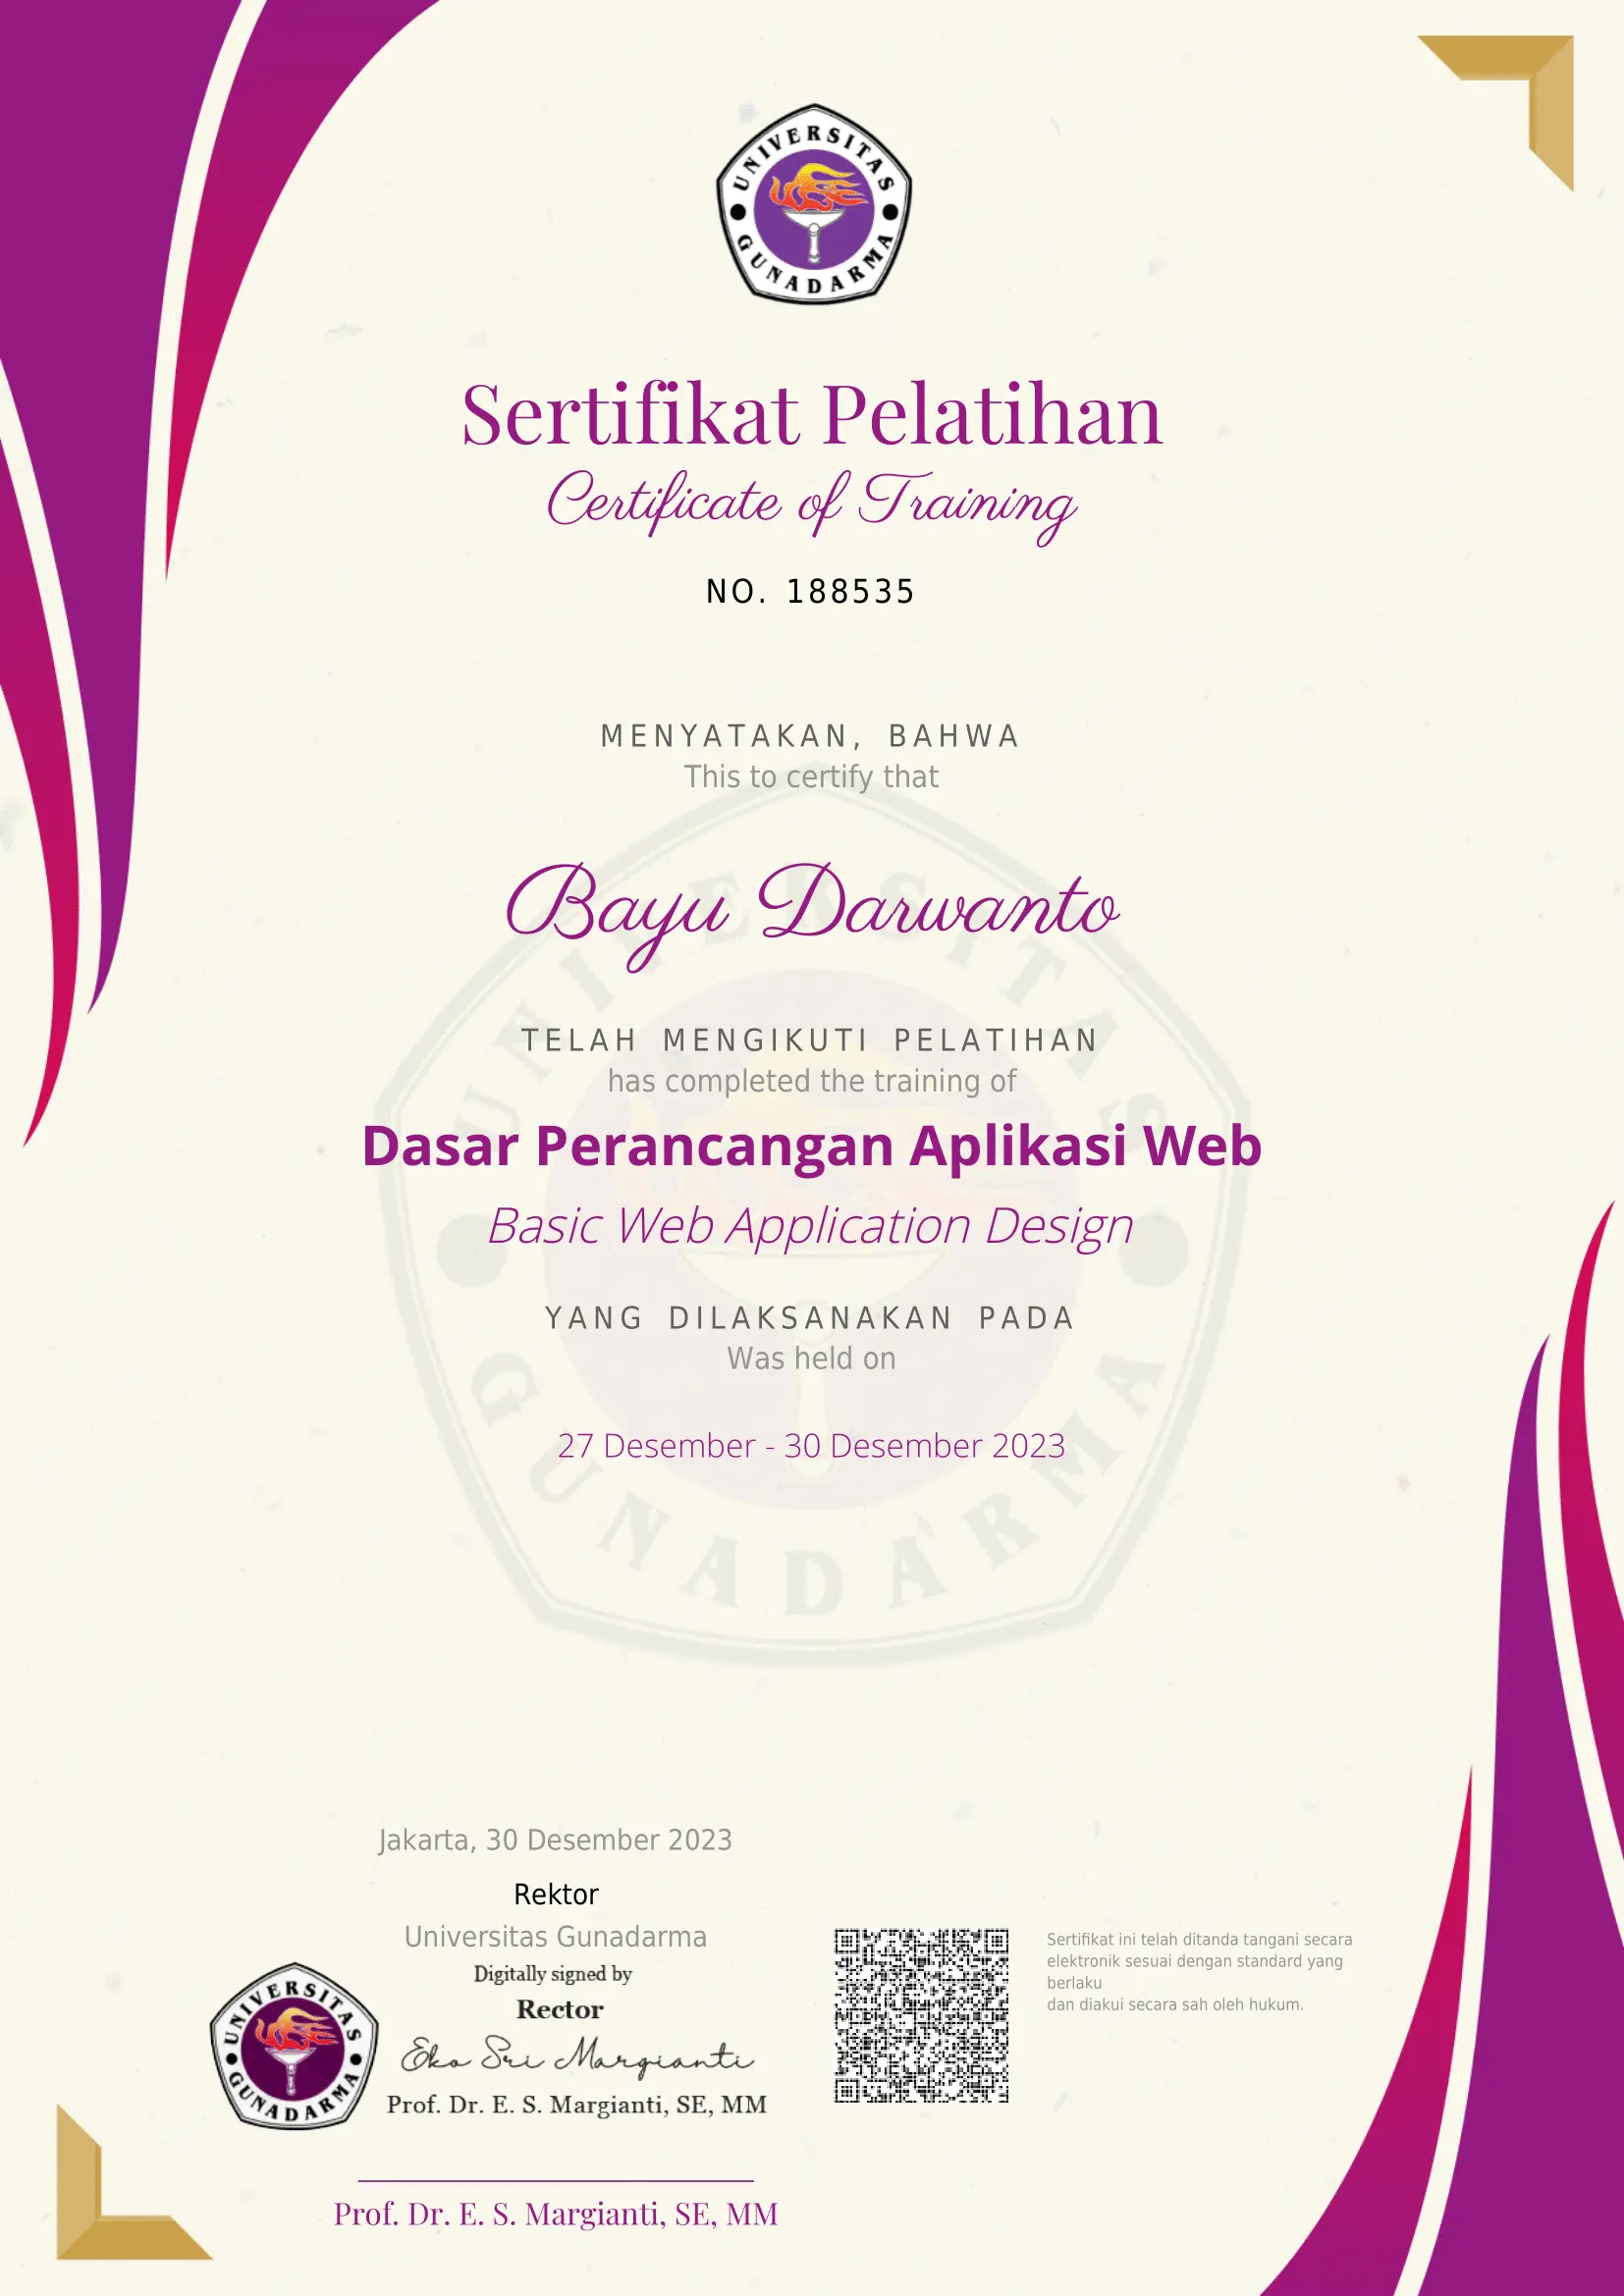 UNIVERSITAS
GUNADARMA
Sertifikat Pelatihan
Certificate of Training
NO. 188535
MENYATAKAN, BAHWA
This to certify that
Bayu Darwanto
TELAH MENGIKUTI PELATIHAN
has completed the training of
Dasar Perancangan Aplikasi Web
Basic Web Application Design
YANG DILAKSANAKAN PADA
Was held on
27 Desember - 30 Desember 2023
UNIVERSITAS
GUNADARMA
Jakarta, 30 Desember 2023
Rektor
Universitas Gunadarma
Digitally signed by
Rector
Eko Sri Margianti
Prof. Dr. E. S. Margianti, SE, MM
UNIVERSITAS
GUNADARMA
Sertifikat ini telah ditanda tangani secara
elektronik sesuai dengan standard yang
berlaku
dan diakui secara sah oleh hukum.
Prof. Dr. E. S. Margianti, SE, MM